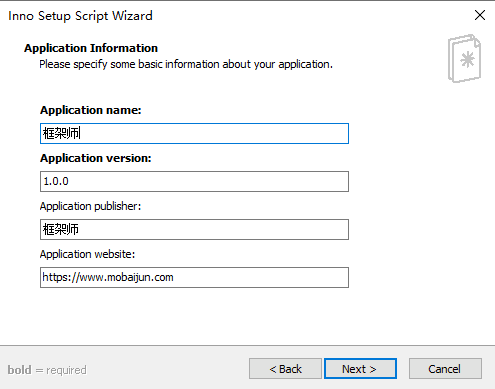 Inno Setup Script Wizard
Application Information
Please specify some basic information about your application.
Application name:
框架师
Application version:
1.0.0
Application publisher:
框架师
Application website:
https://www.mobaijun.com
bold = required
< Back
Next >
Cancel